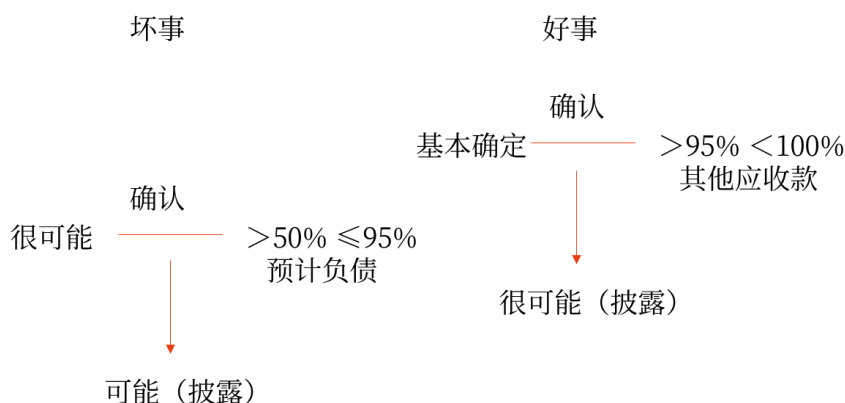 坏事
好事
确认
基本确定
＞95% ＜100%
其他应收款
确认
很可能
＞50% ≤95%
预计负债
很可能（披露）
可能（披露）